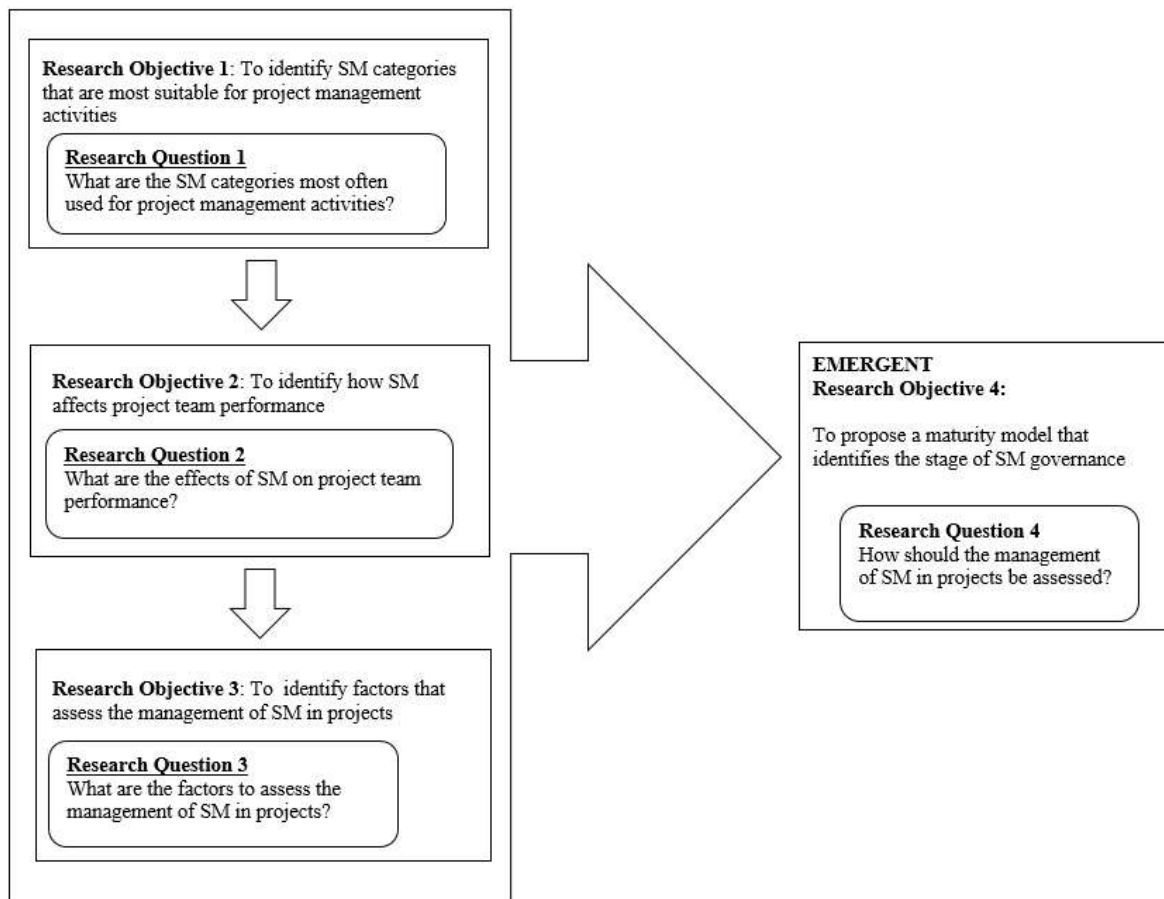 Research Objective 1: To identify SM categories
that are most suitable for project management
activities
Research Question 1
What are the SM categories most often
used for project management activities?
Research Objective 2: To identify how SM
affects project team performance
Research Question 2
What are the effects of SM on project team
performance?
Research Objective 3: To identify factors that
assess the management of SM in projects
Research Question 3
What are the factors to assess the
management of SM in projects?
EMERGENT
Research Objective 4:
To propose a maturity model that
identifies the stage of SM governance
Research Question 4
How should the management
of SM in projects be assessed?